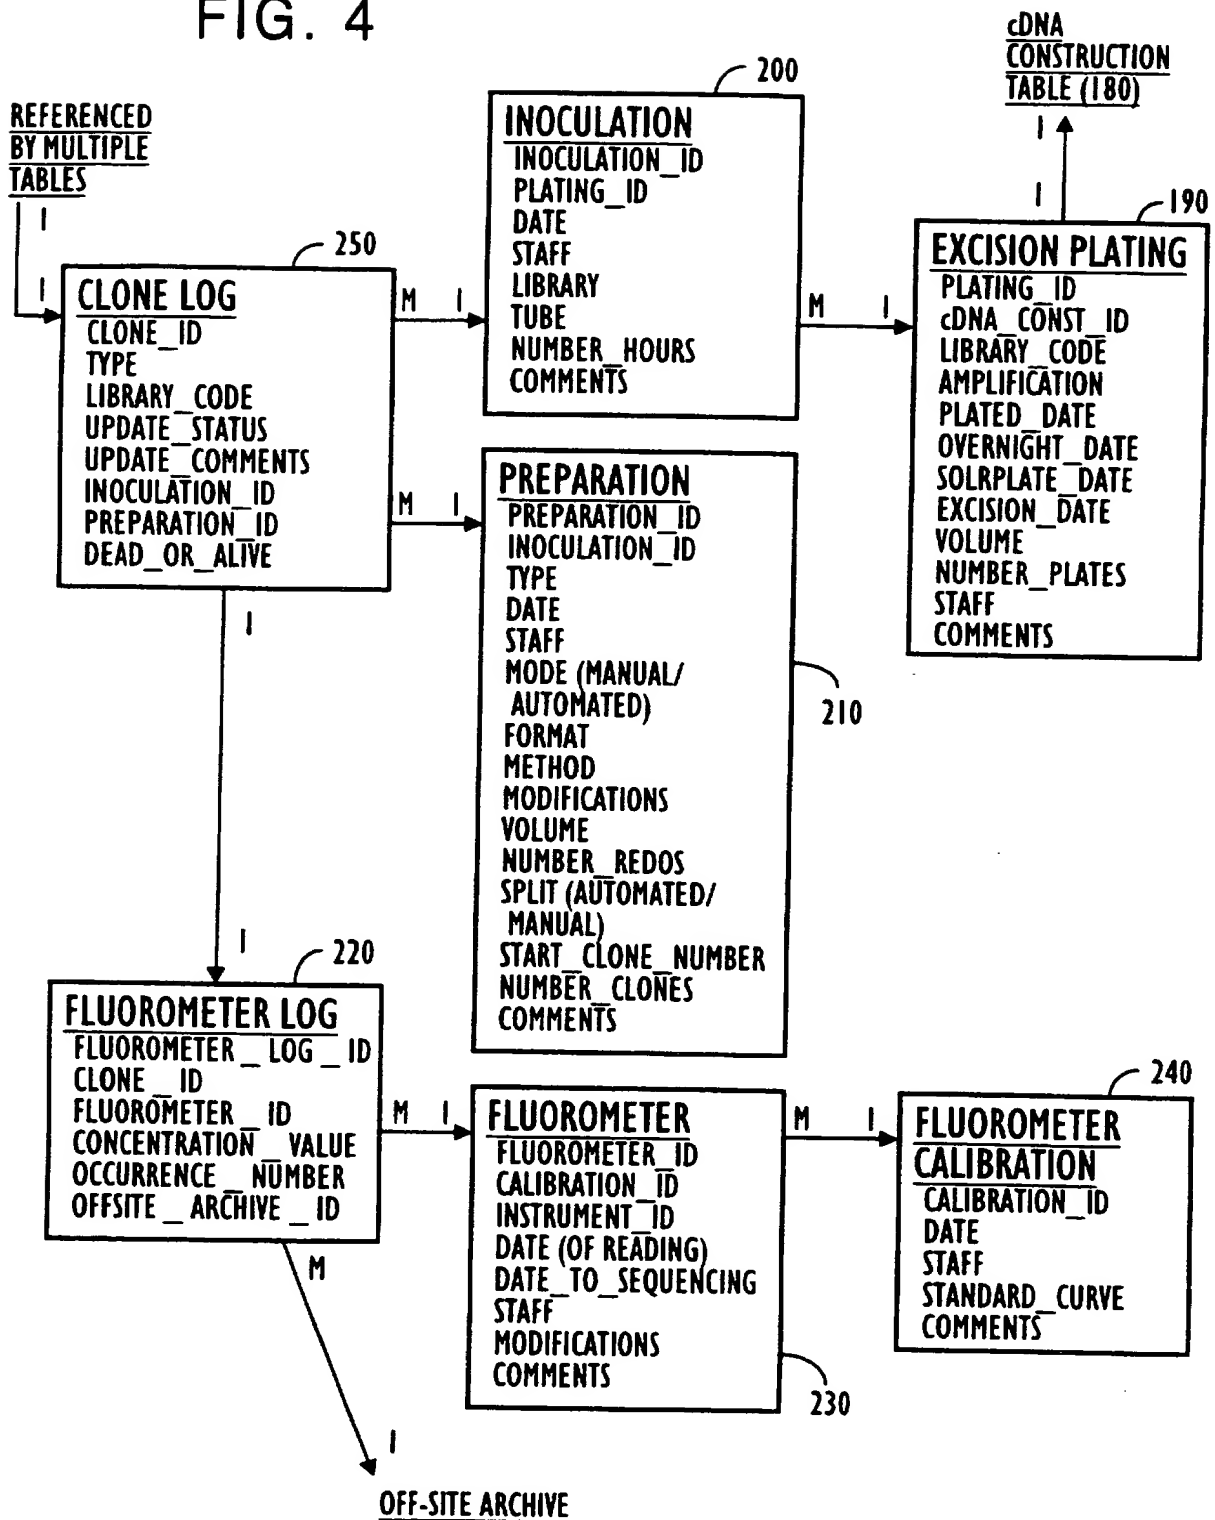 FIG. 4
REFERENCED
BY MULTIPLE
TABLES
1
1
250
CLONE LOG
CLONE_ID
TYPE
LIBRARY_CODE
UPDATE_STATUS
UPDATE_COMMENTS
INOCULATION_ID
PREPARATION_ID
DEAD_OR_ALIVE
M 1
M 1
1
1
200
INOCULATION
INOCULATION_ID
PLATING_ID
DATE
STAFF
LIBRARY
TUBE
NUMBER_HOURS
COMMENTS
M 1
cDNA
CONSTRUCTION
TABLE (180)
1
1
190
EXCISION PLATING
PLATING_ID
cDNA_CONST_ID
LIBRARY_CODE
AMPLIFICATION
PLATED_DATE
OVERNIGHT_DATE
SOLRPLATE_DATE
EXCISION_DATE
VOLUME
NUMBER_PLATES
STAFF
COMMENTS
PREPARATION
PREPARATION_ID
INOCULATION_ID
TYPE
DATE
STAFF
MODE (MANUAL/
AUTOMATED)
FORMAT
METHOD
MODIFICATIONS
VOLUME
NUMBER_REDOS
SPLIT (AUTOMATED/
MANUAL)
START_CLONE_NUMBER
NUMBER_CLONES
COMMENTS
210
220
FLUOROMETER LOG
FLUOROMETER_LOG_ID
CLONE_ID
FLUOROMETER_ID
CONCENTRATION_VALUE
OCCURRENCE_NUMBER
OFFSITE_ARCHIVE_ID
M 1
M
1
OFF-SITE ARCHIVE
FLUOROMETER
FLUOROMETER_ID
CALIBRATION_ID
INSTRUMENT_ID
DATE (OF READING)
DATE_TO_SEQUENCING
STAFF
MODIFICATIONS
COMMENTS
230
M 1
240
FLUOROMETER
CALIBRATION
CALIBRATION_ID
DATE
STAFF
STANDARD_CURVE
COMMENTS